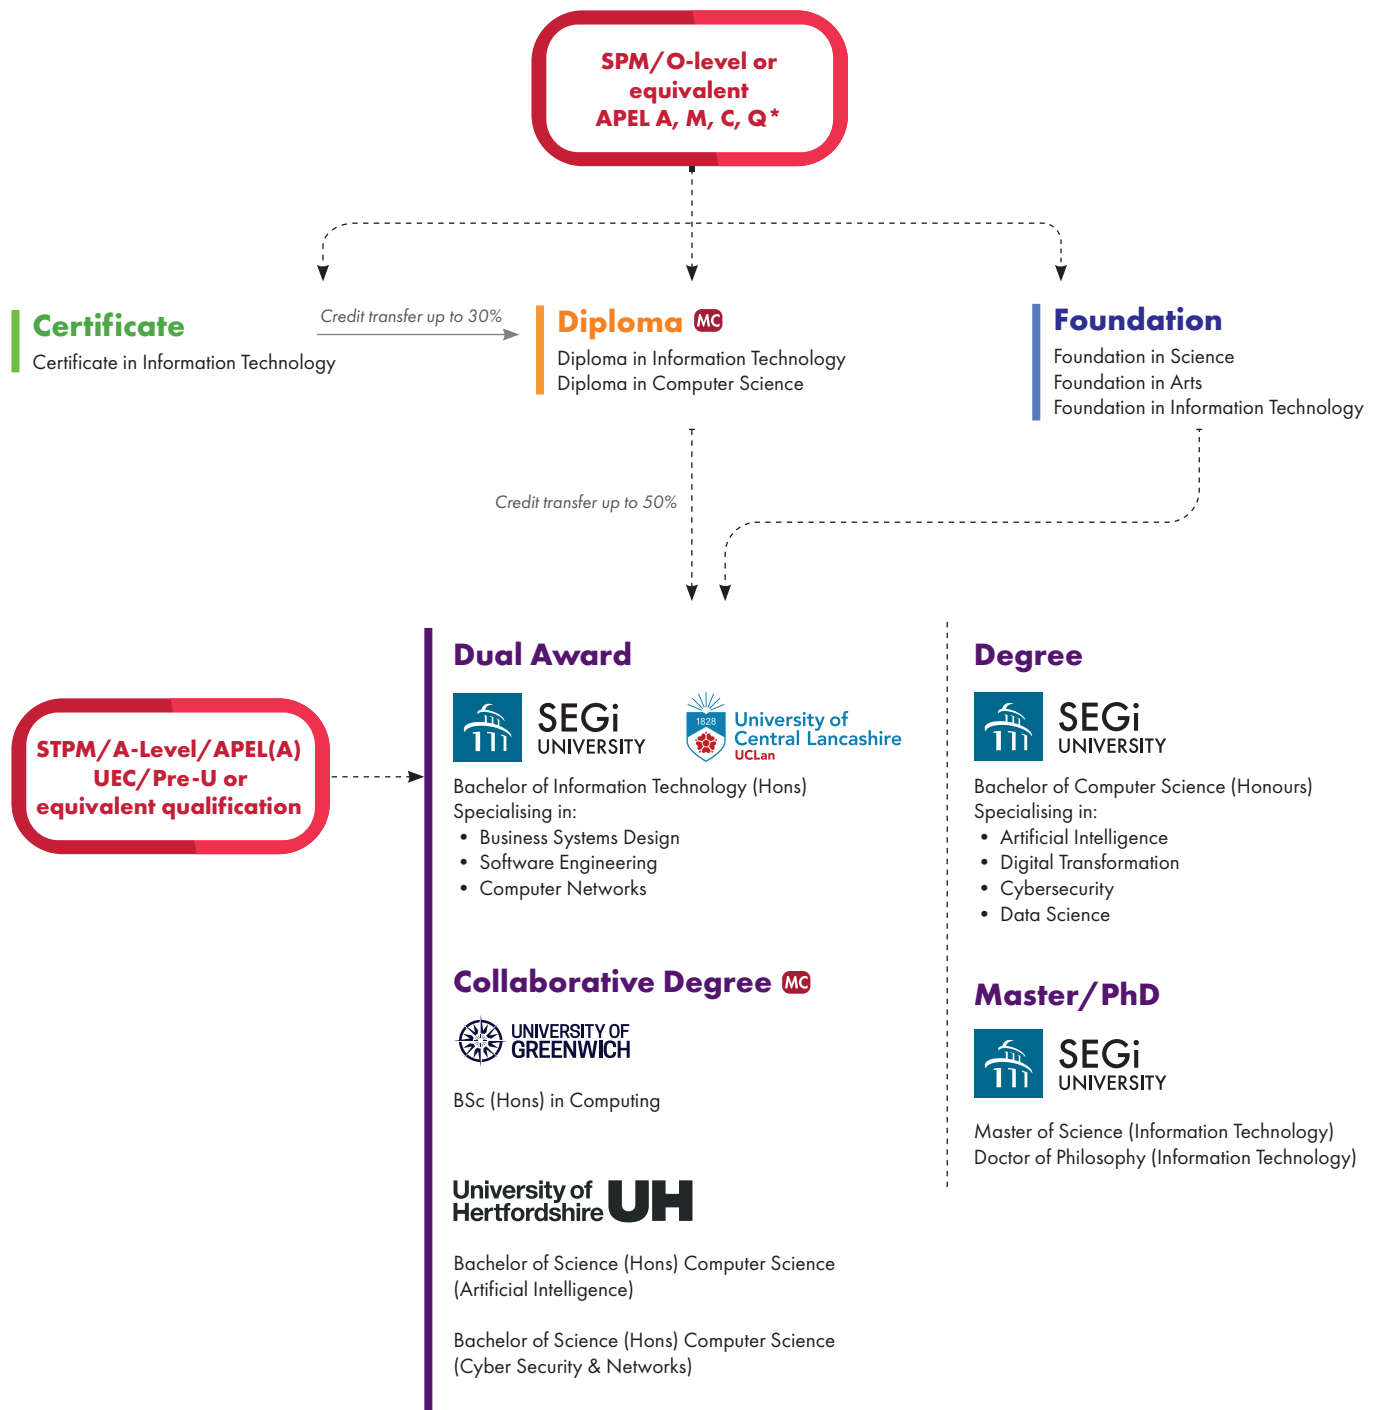 SPM/O-level or
equivalent
APEL A, M, C, Q*
Certificate
Certificate in Information Technology
Credit transfer up to 30%
Diploma MC
Diploma in Information Technology
Diploma in Computer Science
Foundation
Foundation in Science
Foundation in Arts
Foundation in Information Technology
Credit transfer up to 50%
STPM/A-Level/APEL(A)
UEC/Pre-U or
equivalent qualification
Dual Award
SEGi
UNIVERSITY
1828
University of
Central Lancashire
UCLan
Bachelor of Information Technology (Hons)
Specialising in:
• Business Systems Design
• Software Engineering
• Computer Networks
Collaborative Degree MC
UNIVERSITY OF
GREENWICH
BSc (Hons) in Computing
University of
Hertfordshire UH
Bachelor of Science (Hons) Computer Science
(Artificial Intelligence)
Bachelor of Science (Hons) Computer Science
(Cyber Security & Networks)
Degree
SEGi
UNIVERSITY
Bachelor of Computer Science (Honours)
Specialising in:
• Artificial Intelligence
• Digital Transformation
• Cybersecurity
• Data Science
Master/PhD
SEGi
UNIVERSITY
Master of Science (Information Technology)
Doctor of Philosophy (Information Technology)